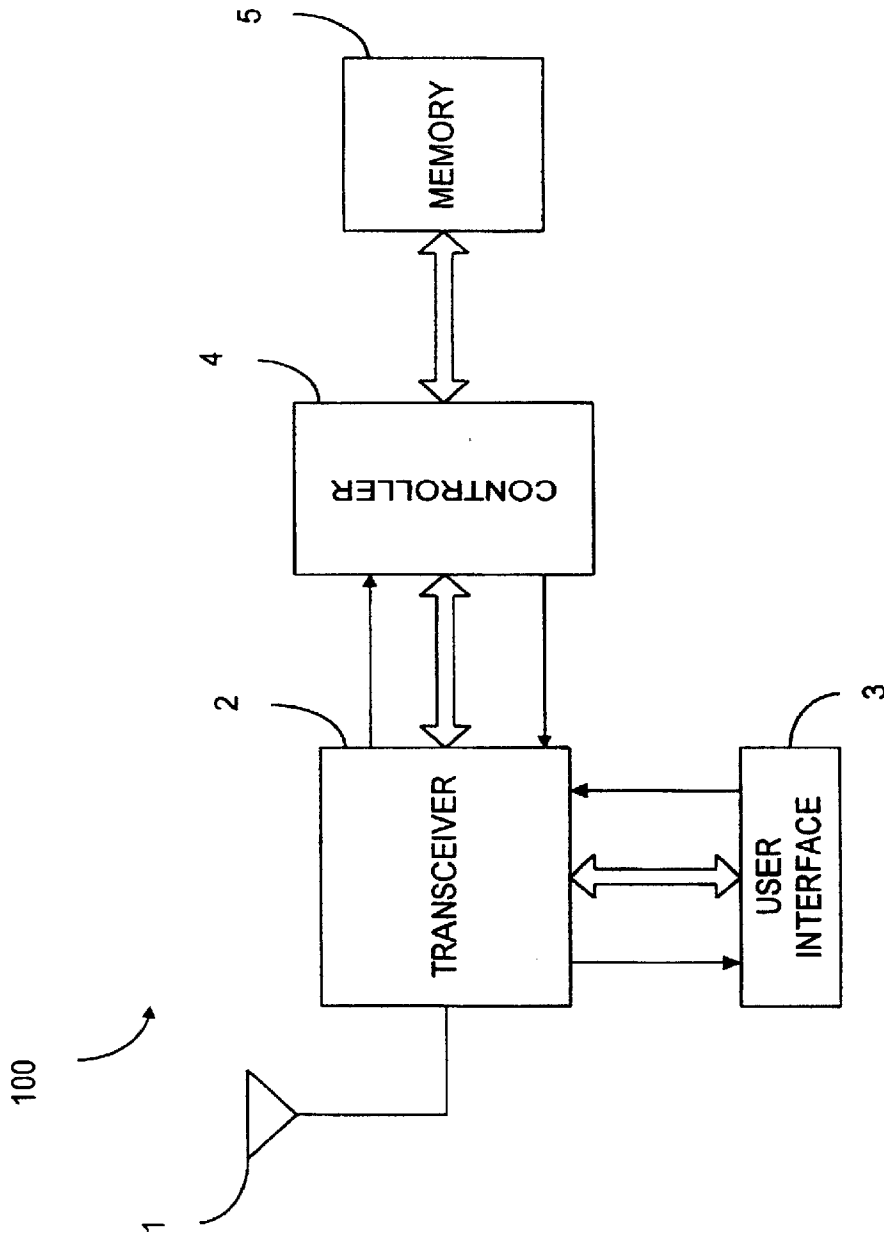 100
1
2
TRANSCEIVER
3
USER
INTERFACE
4
CONTROLLER
5
MEMORY